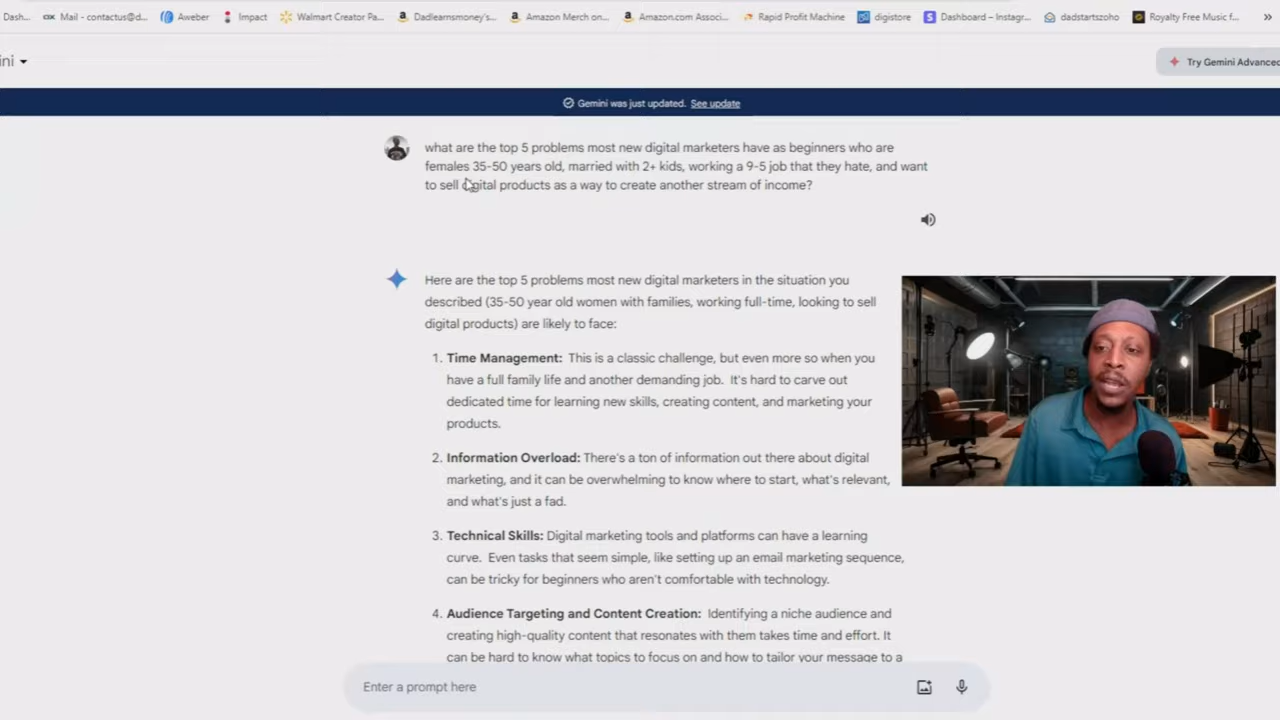 Dash... Mail - contactus@d... Aweber Impact Walmart Creator Pa... Dadlearnsmoney's... Amazon Merch on... Amazon.com Associ... Rapid Profit Machine digistore Dashboard – Instagr... dadstartszoho Royalty Free Music f... »
ini Try Gemini Advanced
Gemini was just updated. See update
what are the top 5 problems most new digital marketers have as beginners who are
females 35-50 years old, married with 2+ kids, working a 9-5 job that they hate, and want
to sell digital products as a way to create another stream of income?
Here are the top 5 problems most new digital marketers in the situation you
described (35-50 year old women with families, working full-time, looking to sell
digital products) are likely to face:
1. Time Management: This is a classic challenge, but even more so when you
have a full family life and another demanding job. It's hard to carve out
dedicated time for learning new skills, creating content, and marketing your
products.
2. Information Overload: There's a ton of information out there about digital
marketing, and it can be overwhelming to know where to start, what's relevant,
and what's just a fad.
3. Technical Skills: Digital marketing tools and platforms can have a learning
curve. Even tasks that seem simple, like setting up an email marketing sequence,
can be tricky for beginners who aren't comfortable with technology.
4. Audience Targeting and Content Creation: Identifying a niche audience and
creating high-quality content that resonates with them takes time and effort. It
can be hard to know what topics to focus on and how to tailor your message to a
Enter a prompt here